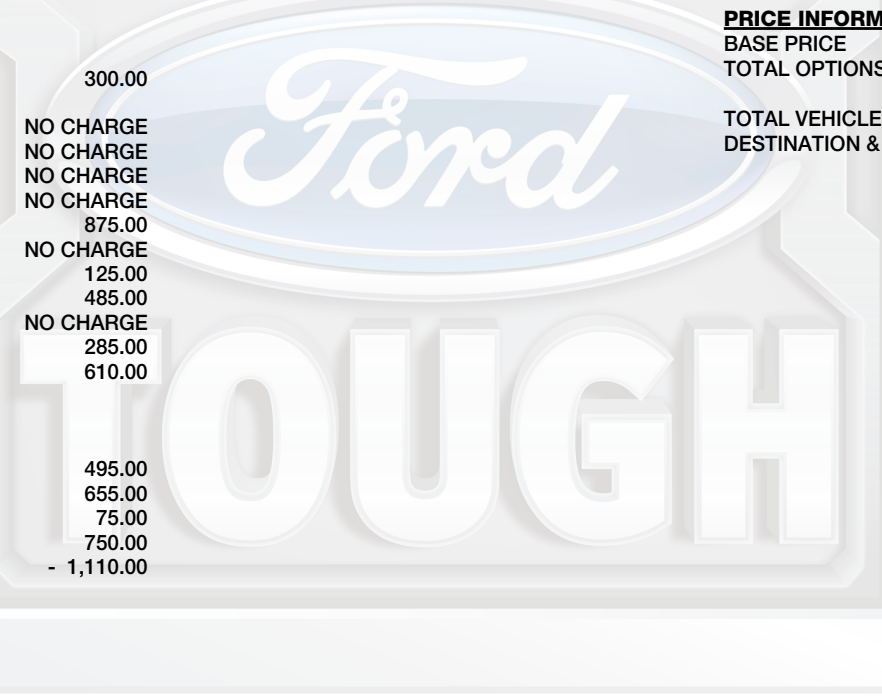 300.00
NO CHARGE
NO CHARGE
NO CHARGE
NO CHARGE
875.00
NO CHARGE
125.00
485.00
NO CHARGE
285.00
610.00
495.00
655.00
75.00
750.00
- 1,110.00
PRICE INFORM
BASE PRICE
TOTAL OPTIONS
TOTAL VEHICLE
DESTINATION &
Ford
TOUGH